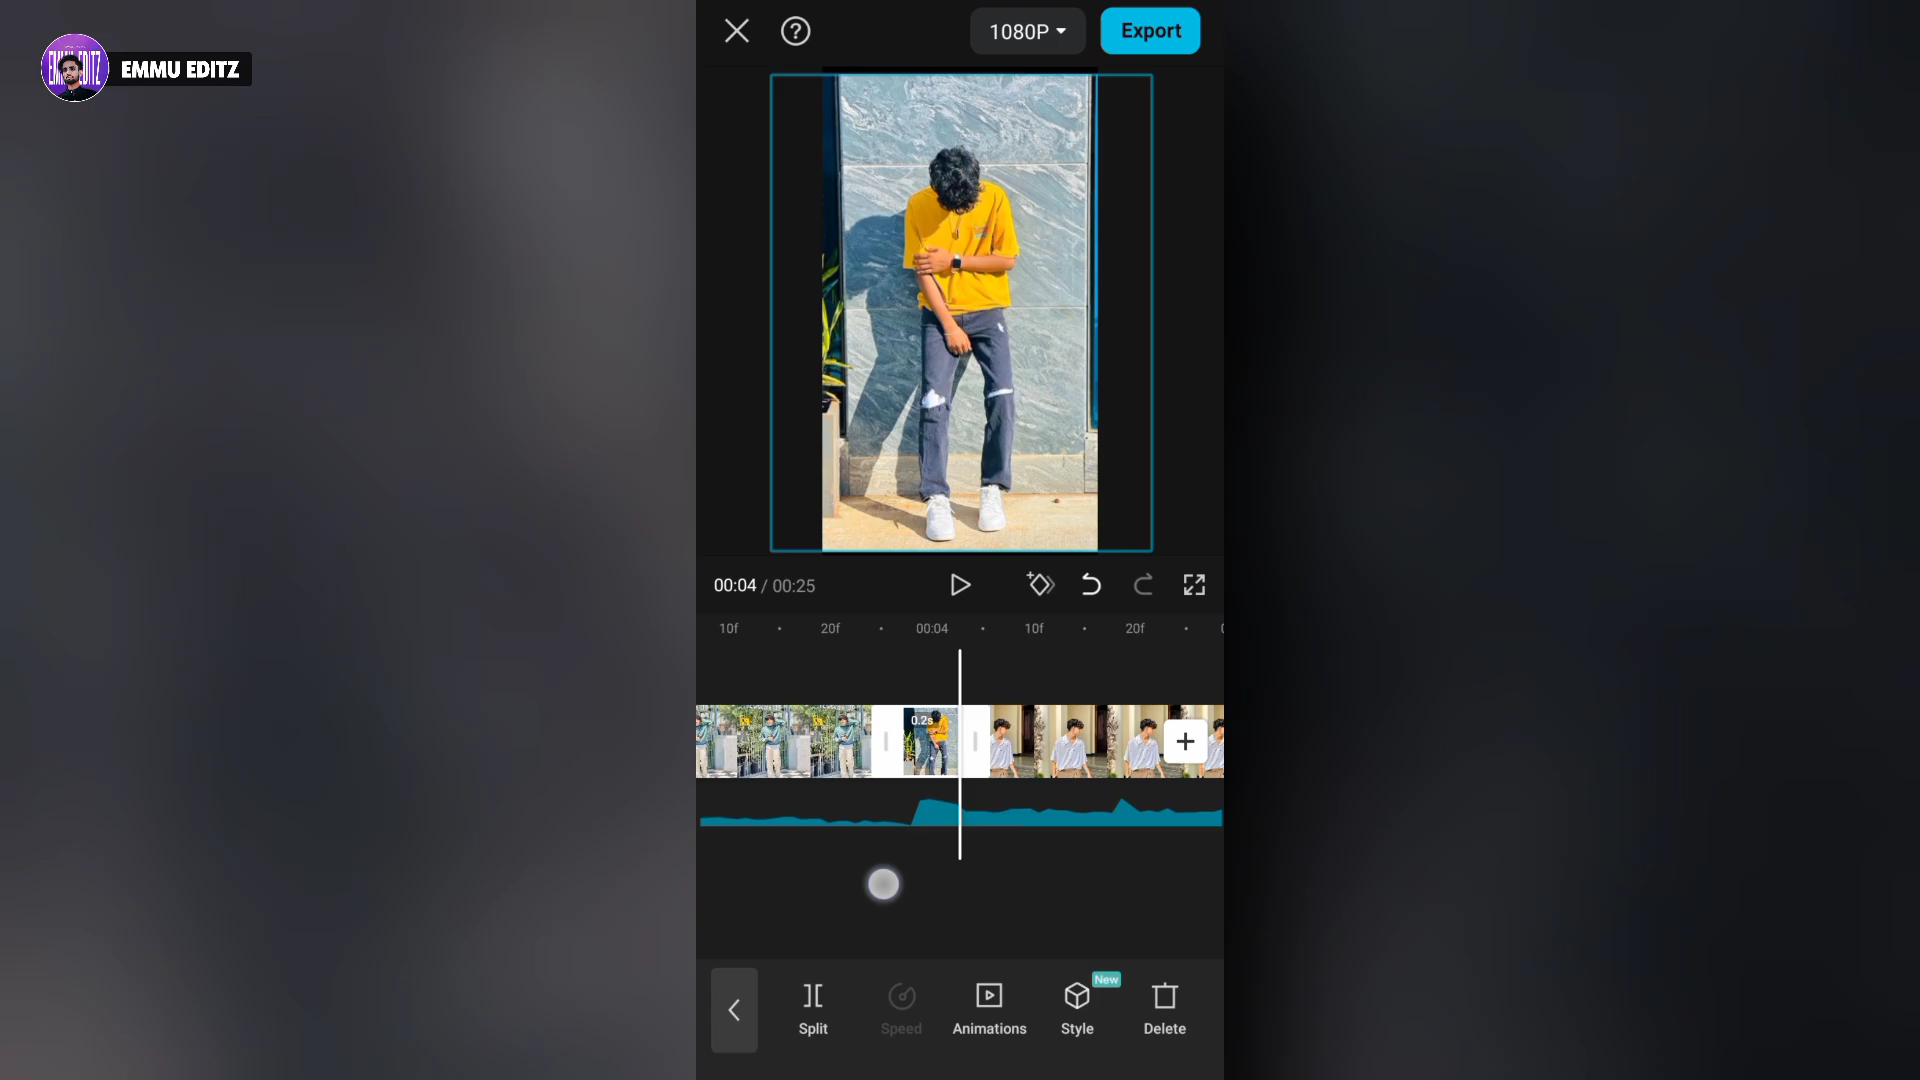 EMMU EDITZ
1080P
Export
00:04 / 00:25
10f
20f
00:04
10f
20f
0.2s
New
Split
Speed
Animations
Style
Delete